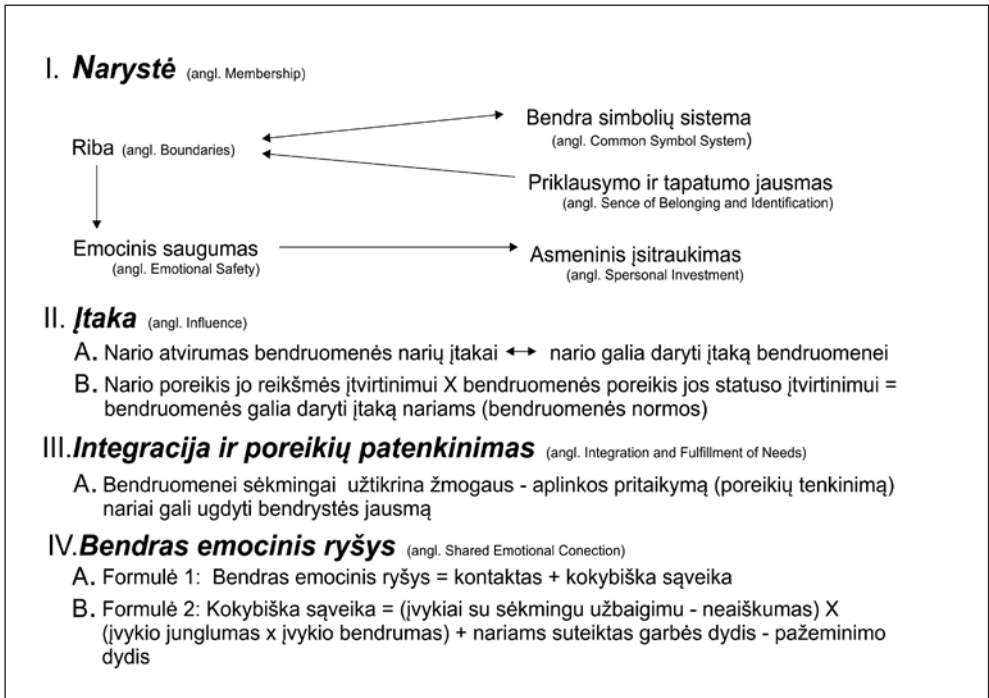 I. Narystė (angl. Membership)
Bendra simbolių sistema
(angl. Common Symbol System)
Riba (angl. Boundaries)
Priklausymo ir tapatumo jausmas
(angl. Sence of Belonging and Identification)
Emocinis saugumas
(angl. Emotional Safety)
Asmeninis įsitraukimas
(angl. Spersonal Investment)
II. Įtaka (angl. Influence)
A. Nario atvirumas bendruomenės narių įtakai ↔ nario galia daryti įtaką bendruomenei
B. Nario poreikis jo reikšmės įtvirtinimui X bendruomenės poreikis jos statuso įtvirtinimui =
bendruomenės galia daryti įtaką nariams (bendruomenės normos)
III. Integracija ir poreikių patenkinimas (angl. Integration and Fulfillment of Needs)
A. Bendruomenei sėkmingai užtikrina žmogaus - aplinkos pritaikymą (poreikių tenkinimą)
nariai gali ugdyti bendrystės jausmą
IV. Bendras emocinis ryšys (angl. Shared Emotional Conection)
A. Formulė 1: Bendras emocinis ryšys = kontaktas + kokybiška sąveika
B. Formulė 2: Kokybiška sąveika = (įvykiai su sėkmingu užbaigimu - neaiškumas) X
(įvykio junglumas x įvykio bendrumas) + nariams suteiktas garbės dydis - pažeminimo
dydis